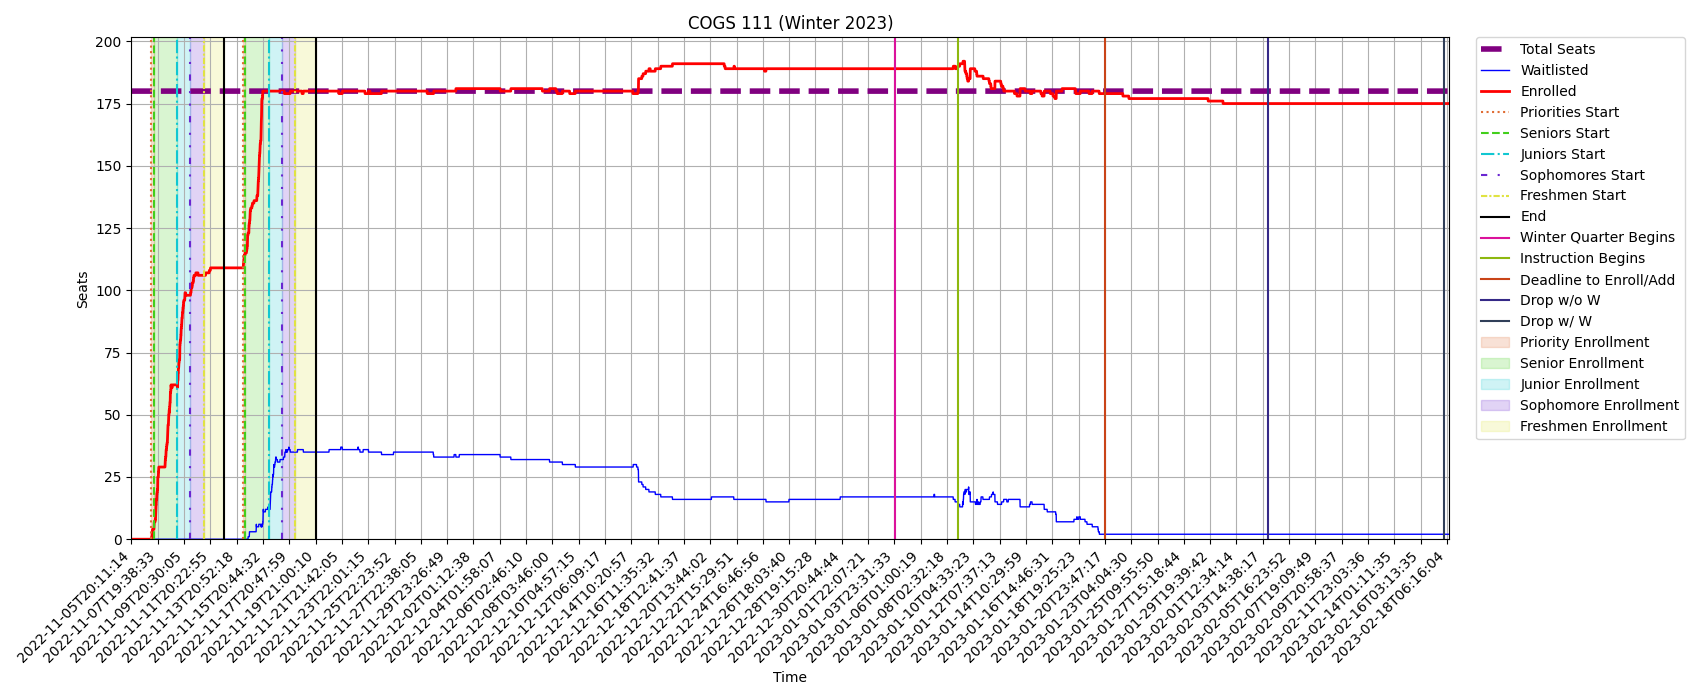 COGS 111 (Winter 2023)
Seats
200
175
150
125
100
75
50
25
0
2022-11-05T20:11:14
2022-11-07T19:38:33
2022-11-09T20:30:05
2022-11-11T20:22:55
2022-11-13T20:52:18
2022-11-15T20:44:32
2022-11-17T20:47:59
2022-11-19T21:00:10
2022-11-21T21:42:05
2022-11-23T22:01:15
2022-11-25T22:23:52
2022-11-27T22:38:05
2022-11-29T23:26:49
2022-12-02T01:12:38
2022-12-04T01:58:07
2022-12-06T02:46:10
2022-12-08T03:46:00
2022-12-10T04:57:15
2022-12-12T06:09:17
2022-12-14T10:20:57
2022-12-16T11:35:32
2022-12-18T12:41:37
2022-12-20T13:44:02
2022-12-22T15:29:51
2022-12-24T16:46:56
2022-12-26T18:03:40
2022-12-28T19:15:28
2022-12-30T20:44:44
2023-01-01T22:07:21
2023-01-03T23:31:33
2023-01-06T01:00:19
2023-01-08T02:32:18
2023-01-10T04:33:23
2023-01-12T07:37:13
2023-01-14T10:29:59
2023-01-16T14:46:31
2023-01-18T19:25:23
2023-01-20T23:47:17
2023-01-23T04:04:30
2023-01-25T09:55:50
2023-01-27T15:18:44
2023-01-29T19:39:42
2023-02-01T12:34:14
2023-02-03T14:38:17
2023-02-05T16:23:52
2023-02-07T19:09:49
2023-02-09T20:58:37
2023-02-11T23:03:36
2023-02-14T01:11:35
2023-02-16T03:13:35
2023-02-18T06:16:04
Time
Total Seats
Waitlisted
Enrolled
Priorities Start
Seniors Start
Juniors Start
Sophomores Start
Freshmen Start
End
Winter Quarter Begins
Instruction Begins
Deadline to Enroll/Add
Drop w/o W
Drop w/ W
Priority Enrollment
Senior Enrollment
Junior Enrollment
Sophomore Enrollment
Freshmen Enrollment